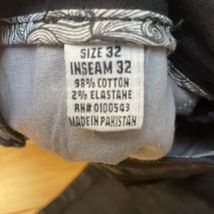 SIZE 32
INSEAM 32
98% COTTON
2% ELASTANE
RN# 0100543
MADE IN PAKISTAN